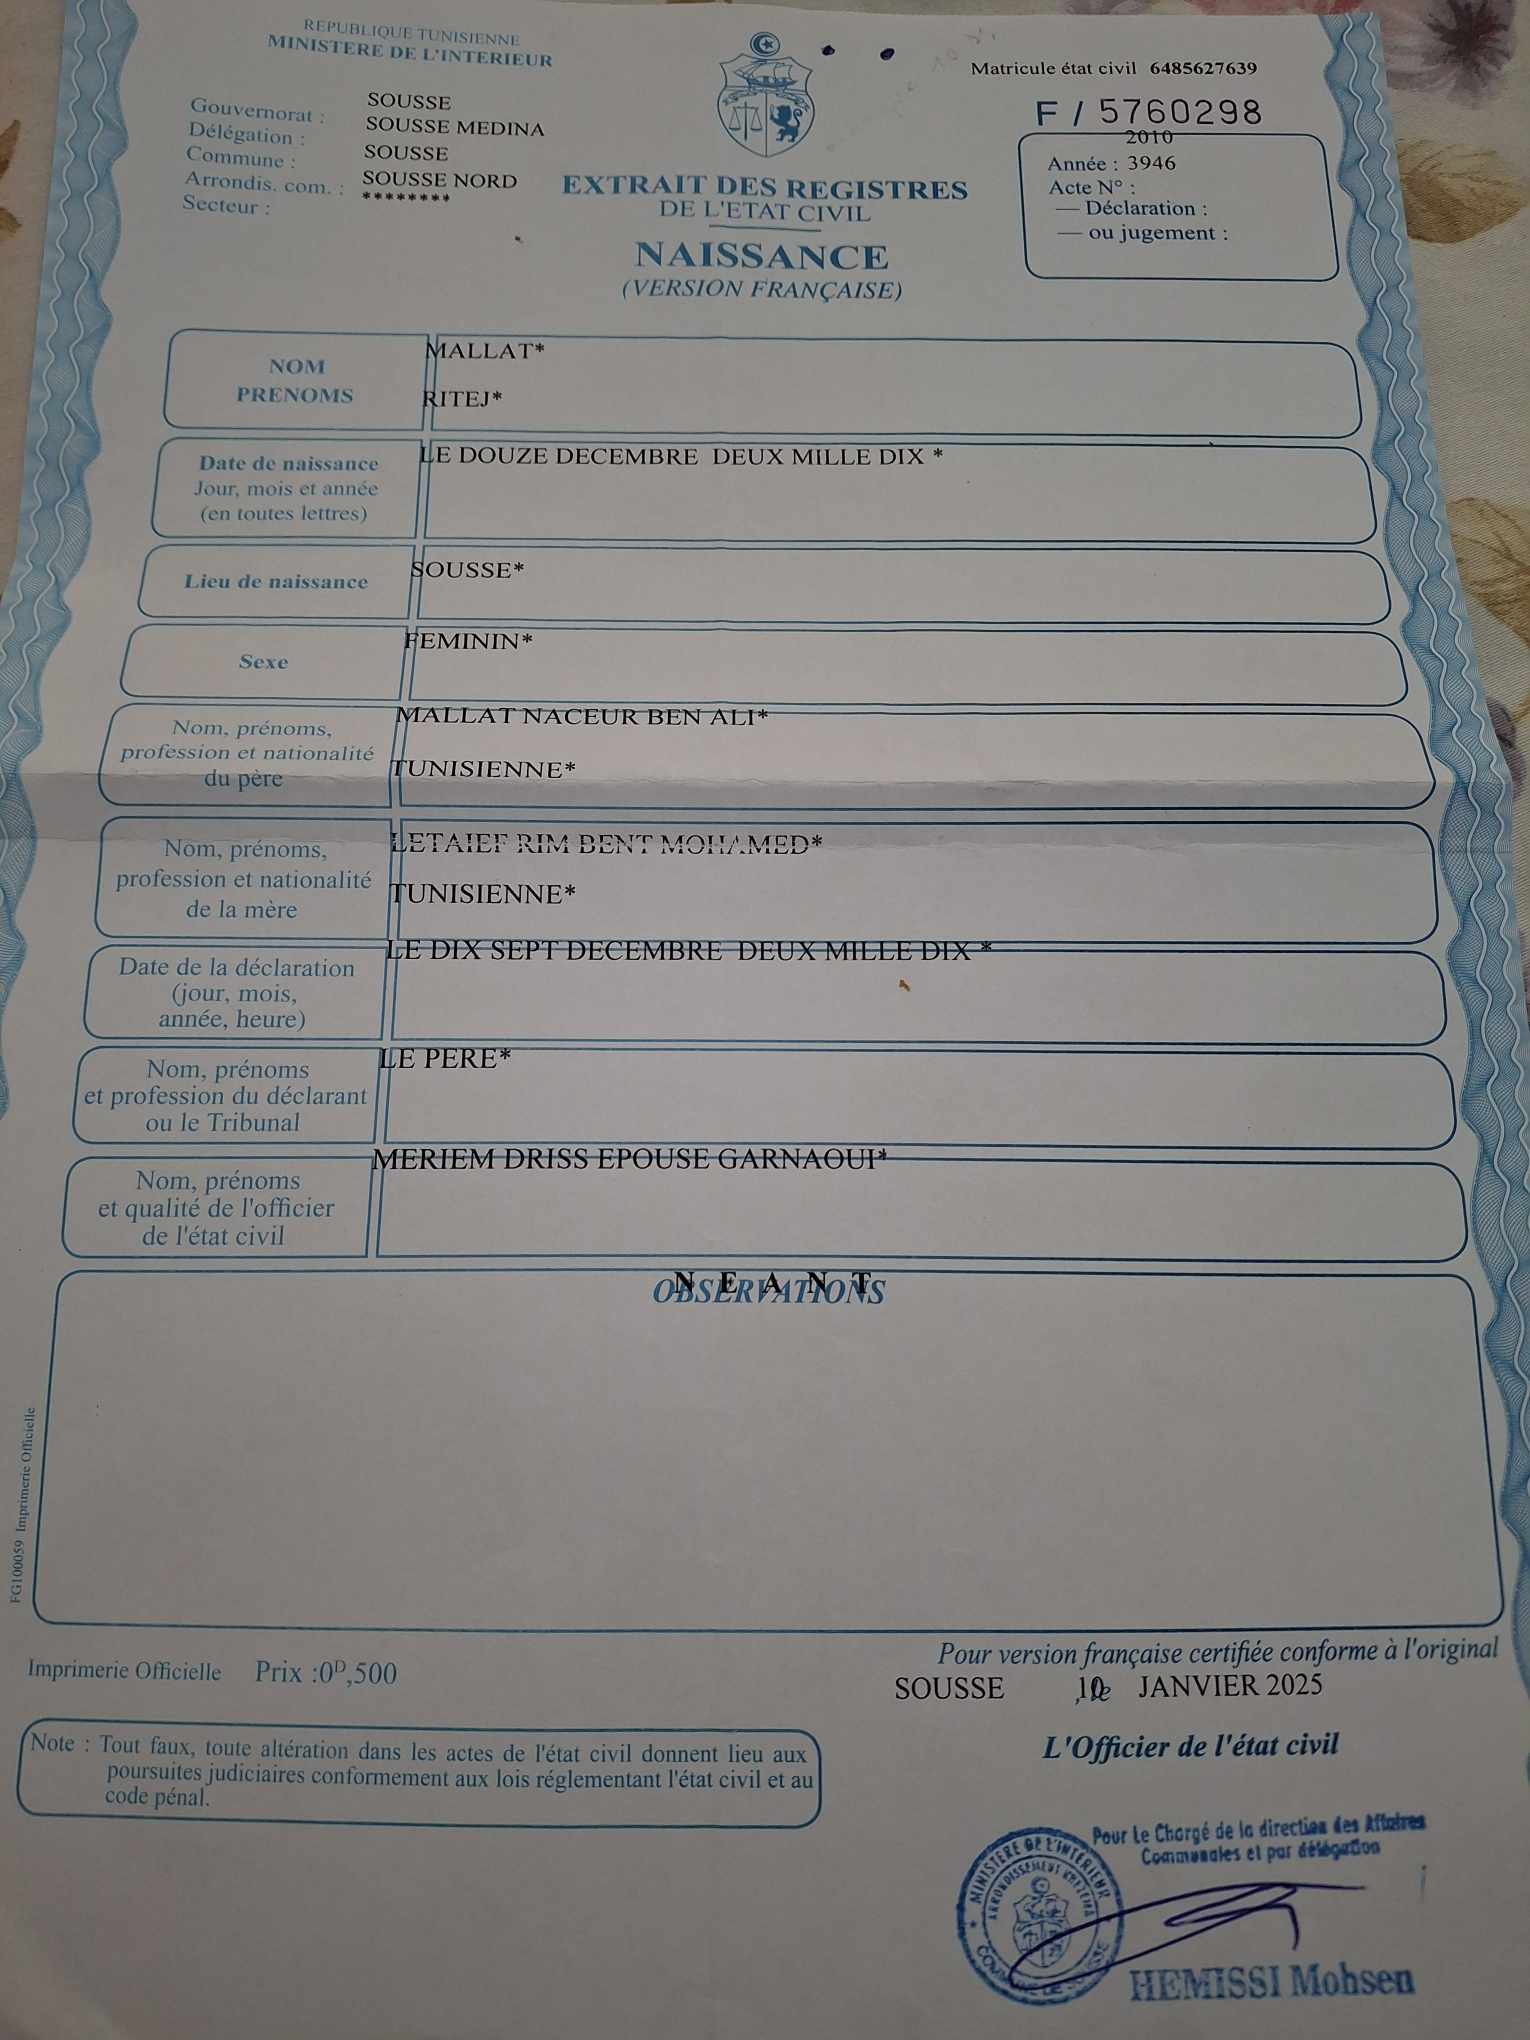 REPUBLIQUE TUNISIENNE
MINISTERE DE L'INTERIEUR
Gouvernorat : SOUSSE
Délégation : SOUSSE MEDINA
Commune : SOUSSE
Arrondis. com. : SOUSSE NORD
Secteur : ********
Matricule état civil 6485627639
F / 5760298
2010
Année : 3946
Acte N° :
— Déclaration :
— ou jugement :
EXTRAIT DES REGISTRES
DE L'ETAT CIVIL
NAISSANCE
(VERSION FRANÇAISE)
NOM MALLAT*
PRENOMS RITEJ*
Date de naissance LE DOUZE DECEMBRE DEUX MILLE DIX *
Jour, mois et année
(en toutes lettres)
Lieu de naissance SOUSSE*
Sexe FEMININ*
Nom, prénoms, MALLAT NACEUR BEN ALI*
profession et nationalité
du père TUNISIENNE*
Nom, prénoms, LETAIEF RIM BENT MOHAMED*
profession et nationalité TUNISIENNE*
de la mère
Date de la déclaration LE DIX SEPT DECEMBRE DEUX MILLE DIX *
(jour, mois,
année, heure)
Nom, prénoms LE PERE*
et profession du déclarant
ou le Tribunal
Nom, prénoms MERIEM DRISS EPOUSE GARNAOUI*
et qualité de l'officier
de l'état civil
N E A N T
OBSERVATIONS
FG100059 Imprimerie Officielle
Imprimerie Officielle Prix :0D,500
Pour version française certifiée conforme à l'original
SOUSSE ,le 10 JANVIER 2025
L'Officier de l'état civil
Note : Tout faux, toute altération dans les actes de l'état civil donnent lieu aux
poursuites judiciaires conformement aux lois réglementant l'état civil et au
code pénal.
Pour Le Chargé de la direction des Affaires
Communales et par délégation
MINISTERE DE L'INTERIEUR
ARRONDISSEMENT
COMMUNE DE SOUSSE
HEMISSI Mohsen